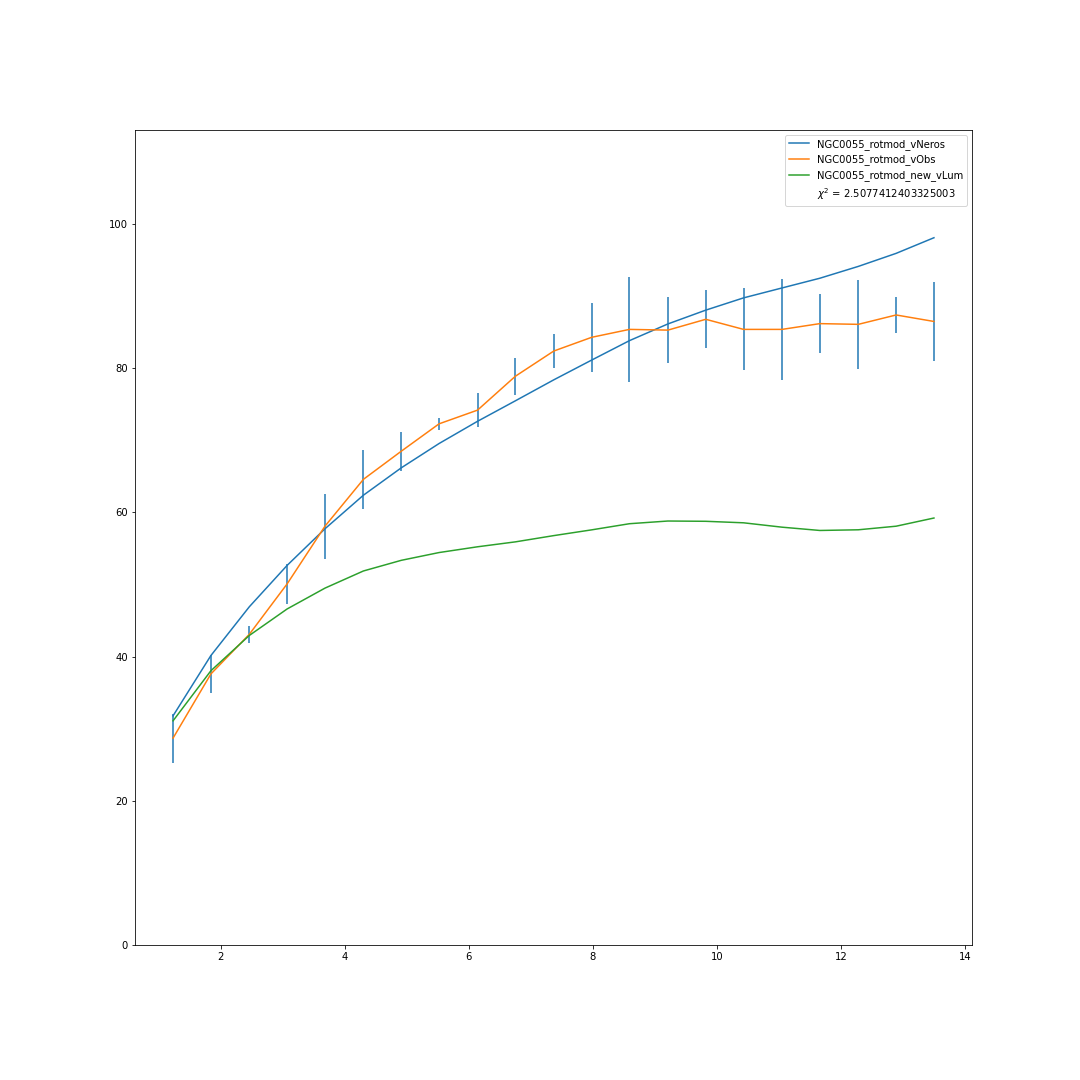 NGC0055_rotmod_vNeros
NGC0055_rotmod_vObs
NGC0055_rotmod_new_vLum
χ² = 2.5077412403325003
100
80
60
40
20
0
2 4 6 8 10 12 14